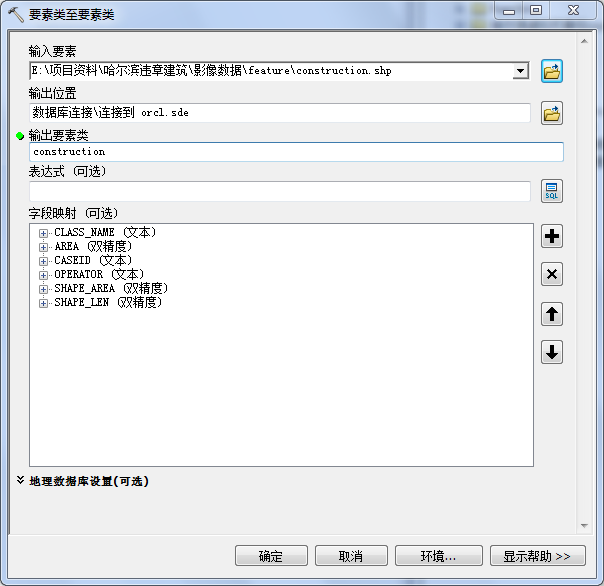 要素类至要素类
输入要素
E:\项目资料\哈尔滨违章建筑\影像数据\feature\construction.shp
输出位置
数据库连接\连接到 orcl.sde
输出要素类
construction
表达式 (可选)
SQL
字段映射 (可选)
CLASS_NAME (文本)
AREA (双精度)
CASEID (文本)
OPERATOR (文本)
SHAPE_AREA (双精度)
SHAPE_LEN (双精度)
地理数据库设置(可选)
确定 取消 环境... 显示帮助 >>